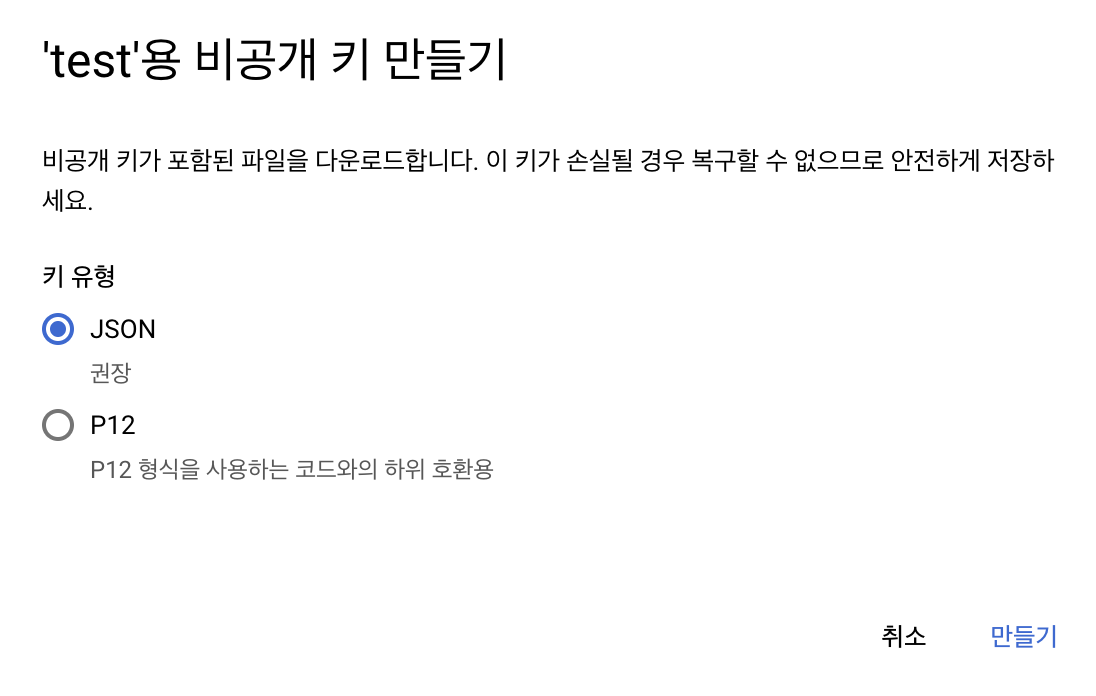 'test'용 비공개 키 만들기
비공개 키가 포함된 파일을 다운로드합니다. 이 키가 손실될 경우 복구할 수 없으므로 안전하게 저장하
세요.
키 유형
JSON
권장
P12
P12 형식을 사용하는 코드와의 하위 호환용
취소 만들기